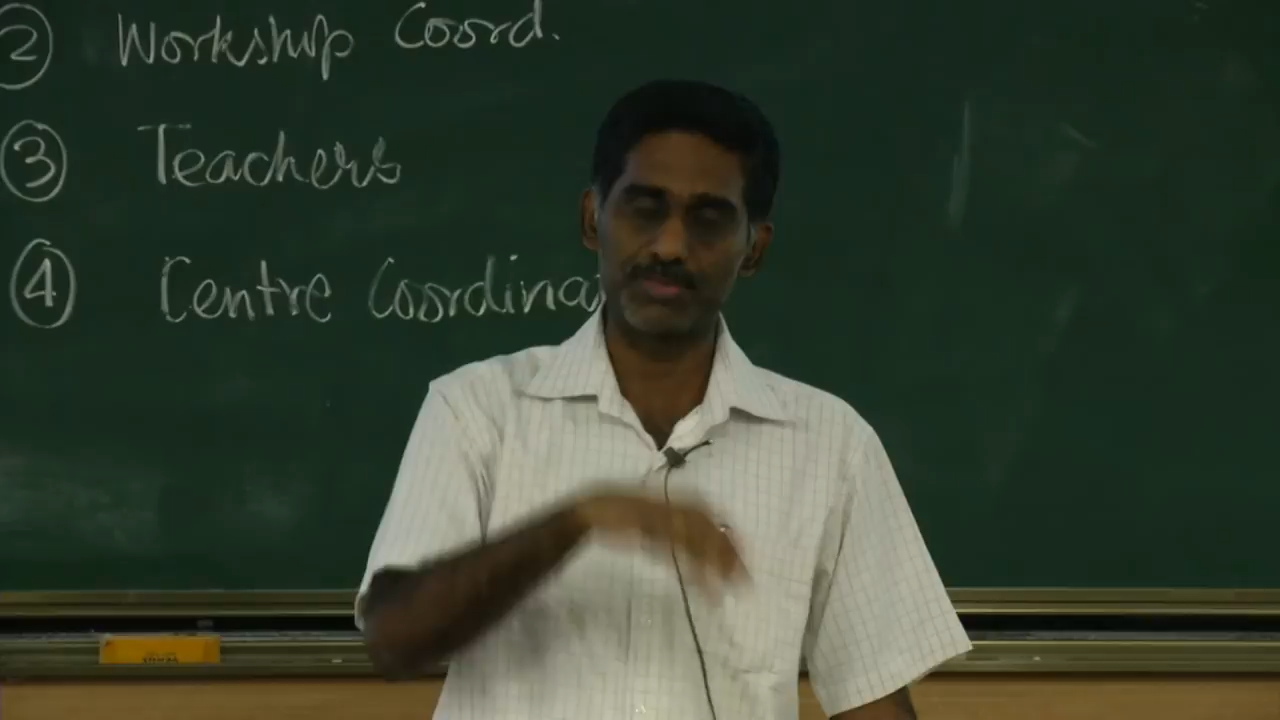 ② Workshop Coord.
③ Teachers
④ Centre Coordina